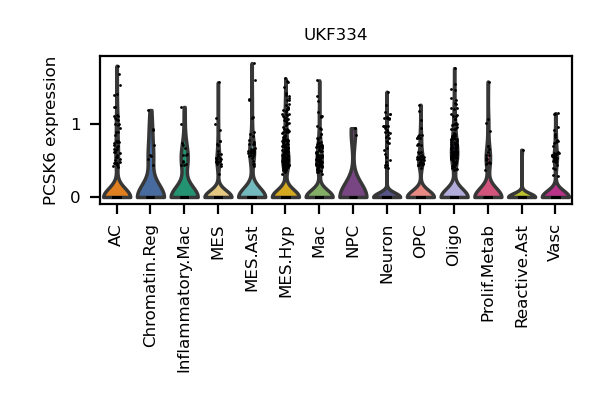 UKF334
PCSK6 expression
1
0
AC
Chromatin.Reg
Inflammatory.Mac
MES
MES.Ast
MES.Hyp
Mac
NPC
Neuron
OPC
Oligo
Prolif.Metab
Reactive.Ast
Vasc